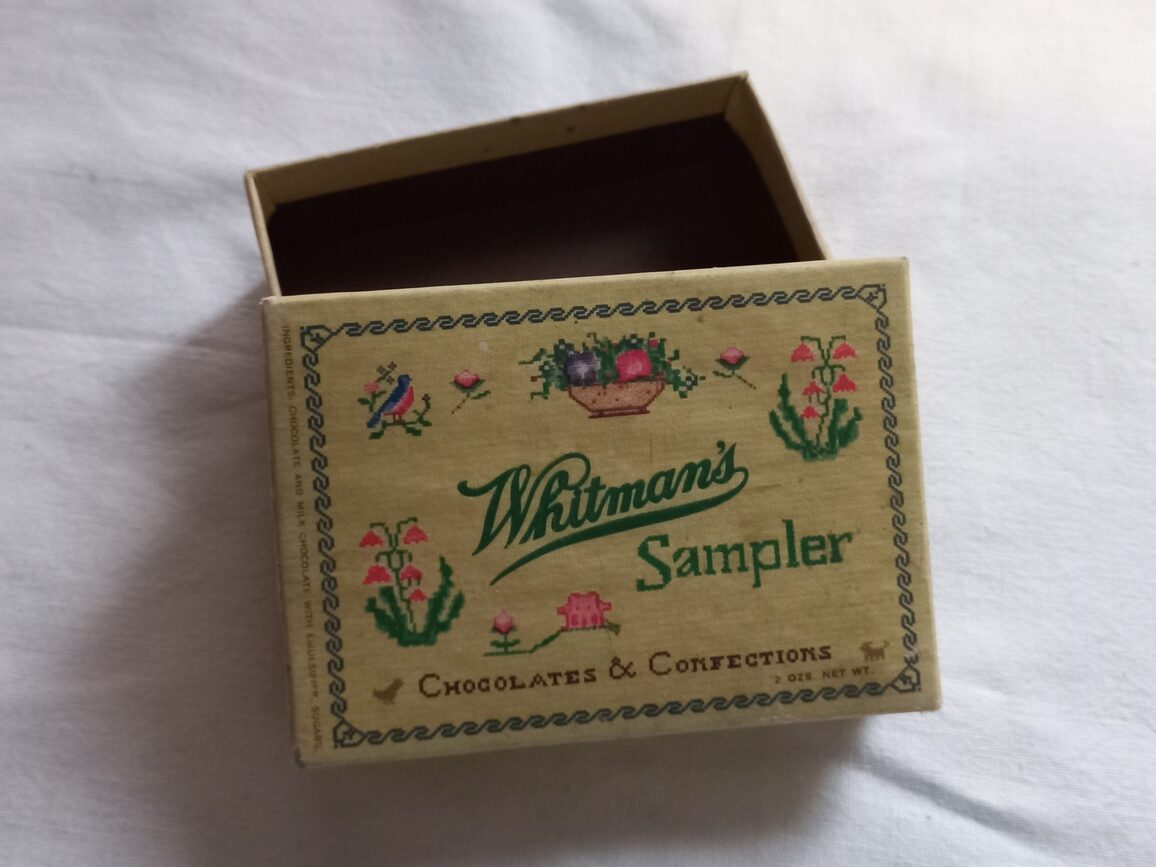 Whitman's
Sampler
CHOCOLATES & CONFECTIONS
2 OZS. NET WT.
INGREDIENTS: CHOCOLATE AND MILK CHOCOLATE WITH EMULSIFIER, SUGAR,